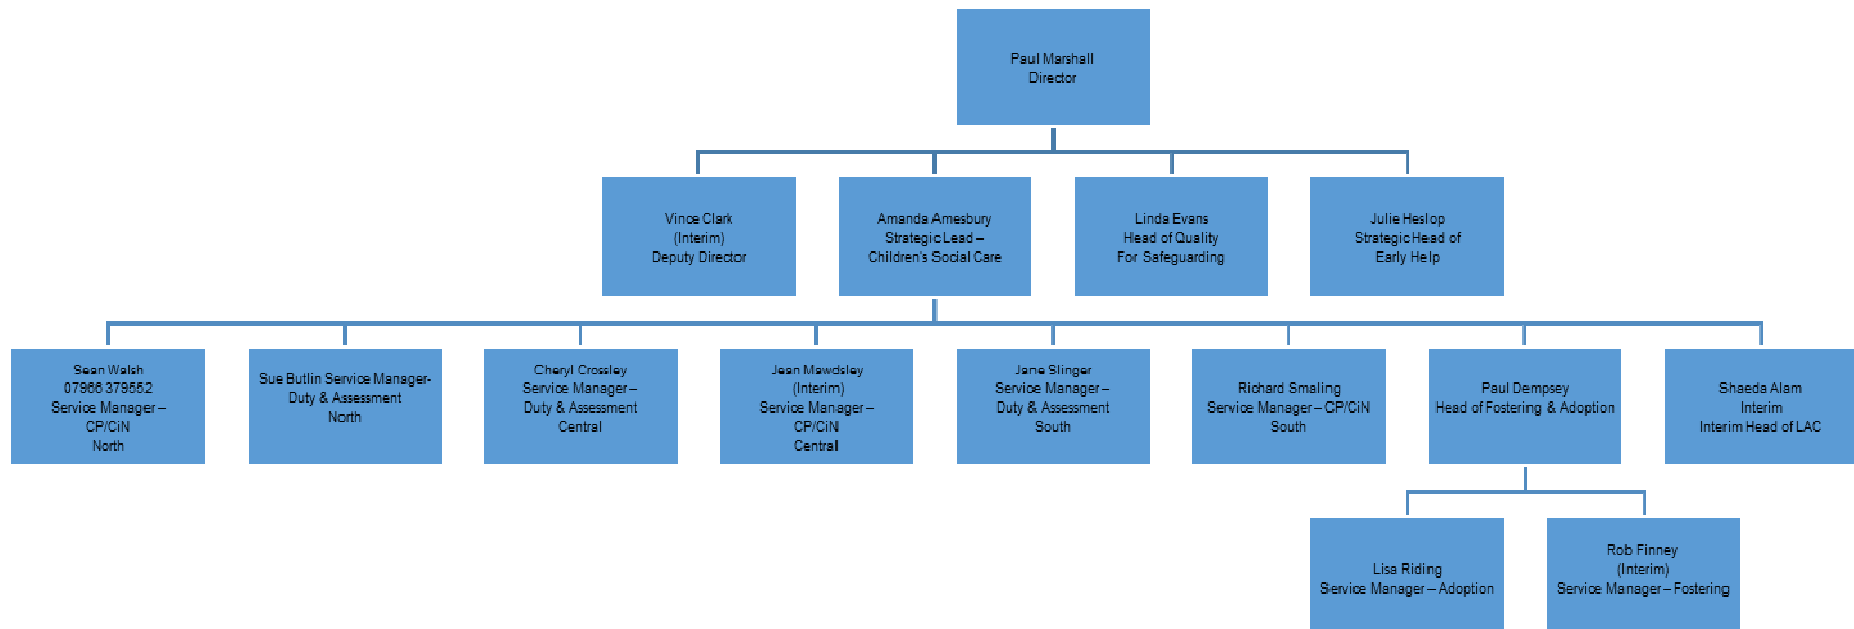 Paul Marshall
Director
Vince Clark
(Interim)
Deputy Director
Amanda Amesbury
Strategic Lead –
Children's Social Care
Linda Evans
Head of Quality
For Safeguarding
Julie Heslop
Strategic Head of
Early Help
Sean Walsh
07966 379552
Service Manager –
CP/CiN
North
Sue Butlin Service Manager-
Duty & Assessment
North
Cheryl Crossley
Service Manager –
Duty & Assessment
Central
Jean Mawdsley
(Interim)
Service Manager –
CP/CiN
Central
Jane Slinger
Service Manager –
Duty & Assessment
South
Richard Smaling
Service Manager – CP/CiN
South
Paul Dempsey
Head of Fostering & Adoption
Shaeda Alam
Interim
Interim Head of LAC
Lisa Riding
Service Manager – Adoption
Rob Finney
(Interim)
Service Manager – Fostering